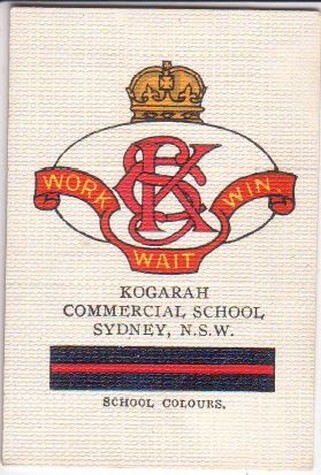 WORK
WAIT
WIN
KOGARAH
COMMERCIAL SCHOOL,
SYDNEY, N.S.W.
SCHOOL COLOURS.